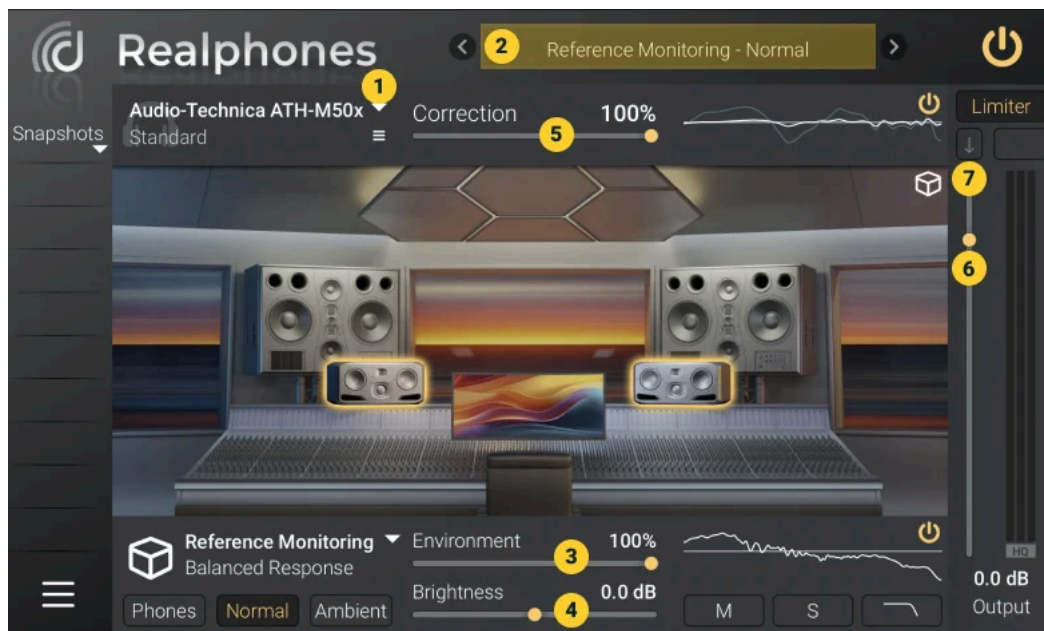 Realphones
2
Reference Monitoring - Normal
1
Audio-Technica ATH-M50x
Standard
Correction
100%
5
Limiter
Snapshots
7
6
Reference Monitoring
Balanced Response
Environment
100%
3
HQ
0.0 dB
Output
Brightness
0.0 dB
4
Phones
Normal
Ambient
M
S